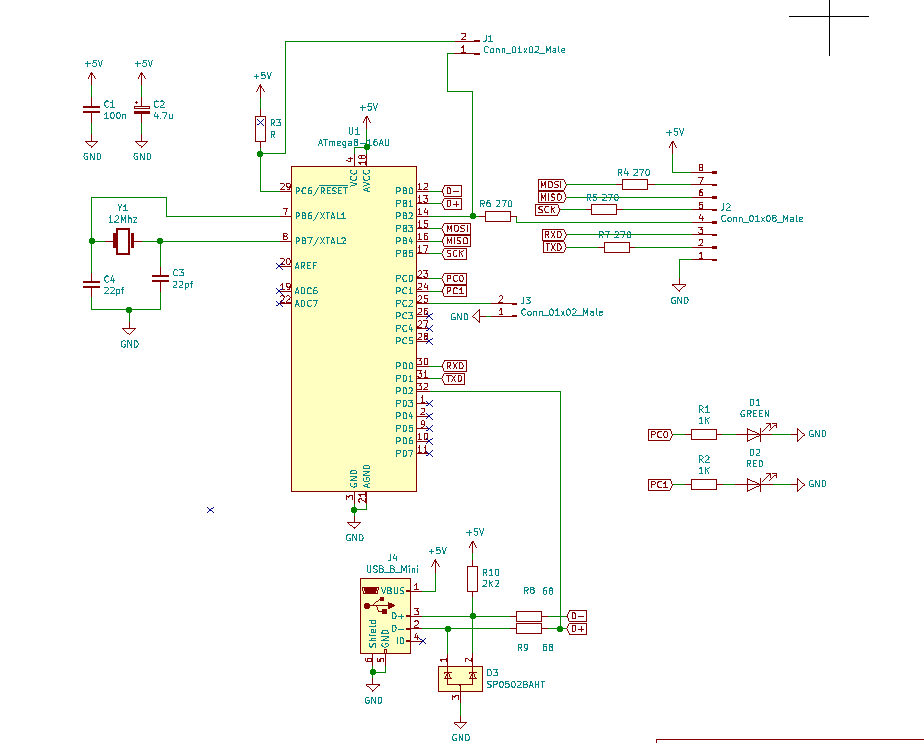 2 J1
1 Conn_01x02_Male
+5V
+5V
C1
100n
C2
4.7u
GND
GND
+5V
R3
R
+5V
U1
ATmega8-16AU
4
18
VCC
AVCC
29 PC6/RESET
7 PB6/XTAL1
8 PB7/XTAL2
20 AREF
19 ADC6
22 ADC7
PB0 12 D-
PB1 13 D+
PB2 14
PB3 15 MOSI
PB4 16 MISO
PB5 17 SCK
PC0 23 PC0
PC1 24 PC1
PC2 25
PC3 26
PC4 27
PC5 28
PD0 30 RXD
PD1 31 TXD
PD2 32
PD3 1
PD4 2
PD5 9
PD6 10
PD7 11
GND
AGND
3
21
GND
Y1
12Mhz
C4
22pf
C3
22pf
GND
R6 270
+5V
MOSI R4 270
MISO R5 270
SCK
RXD R7 270
TXD
8
7
6
5
4
3
2
1
J2
Conn_01x08_Male
GND
2 J3
GND 1 Conn_01x02_Male
R1
1K
D1
GREEN
PC0 GND
R2
1K
D2
RED
PC1 GND
J4
USB_B_Mini
+5V
+5V
VBUS 1
D+ 3
D- 2
ID 4
Shield
GND
6
5
GND
R10
2K2
R8 68
D-
D+
R9 68
1
2
D3
SP0502BAHT
3
GND